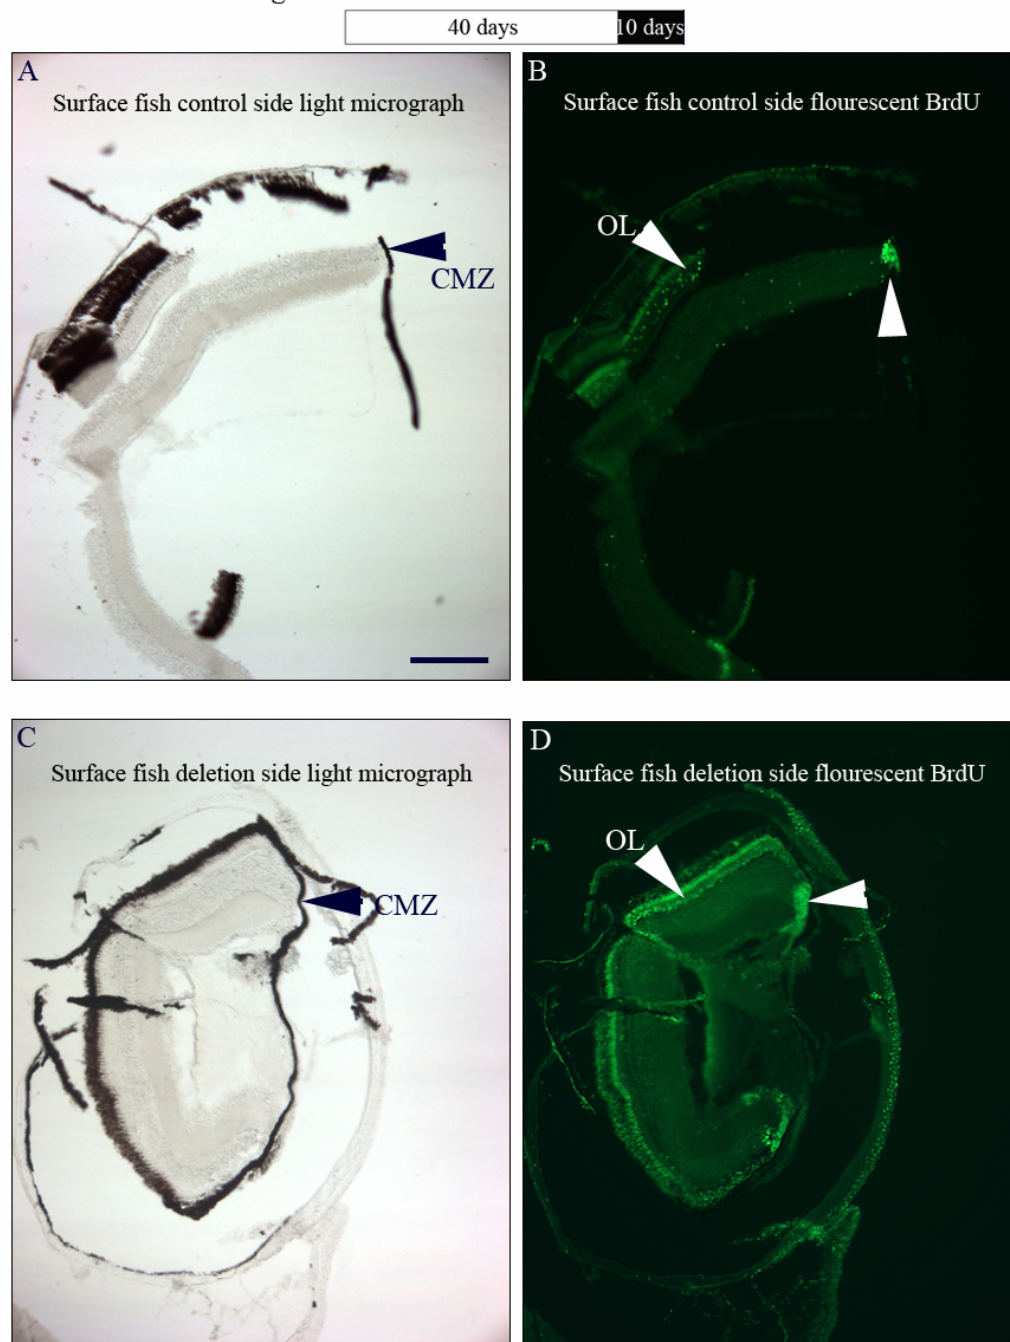 40 days
10 days
A
Surface fish control side light micrograph
CMZ
B
Surface fish control side flourescent BrdU
OL
C
Surface fish deletion side light micrograph
CMZ
D
Surface fish deletion side flourescent BrdU
OL